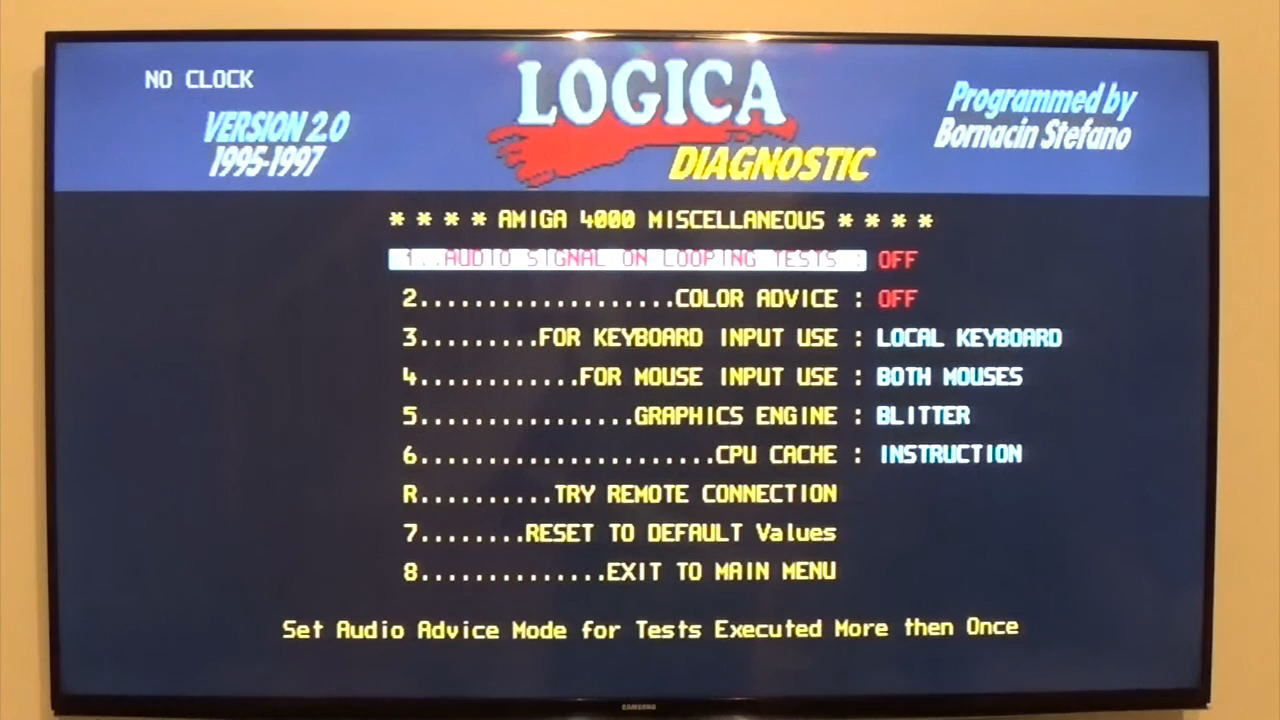 NO CLOCK
VERSION 2.0
1995-1997
LOGICA
DIAGNOSTIC
Programmed by
Bornacin Stefano
* * * * AMIGA 4000 MISCELLANEOUS * * * *
1..AUDIO SIGNAL ON LOOPING TESTS : OFF
2...................COLOR ADVICE : OFF
3.........FOR KEYBOARD INPUT USE : LOCAL KEYBOARD
4............FOR MOUSE INPUT USE : BOTH MOUSES
5................GRAPHICS ENGINE : BLITTER
6......................CPU CACHE : INSTRUCTION
R..........TRY REMOTE CONNECTION
7........RESET TO DEFAULT Values
8..............EXIT TO MAIN MENU
Set Audio Advice Mode for Tests Executed More then Once
SAMSUNG